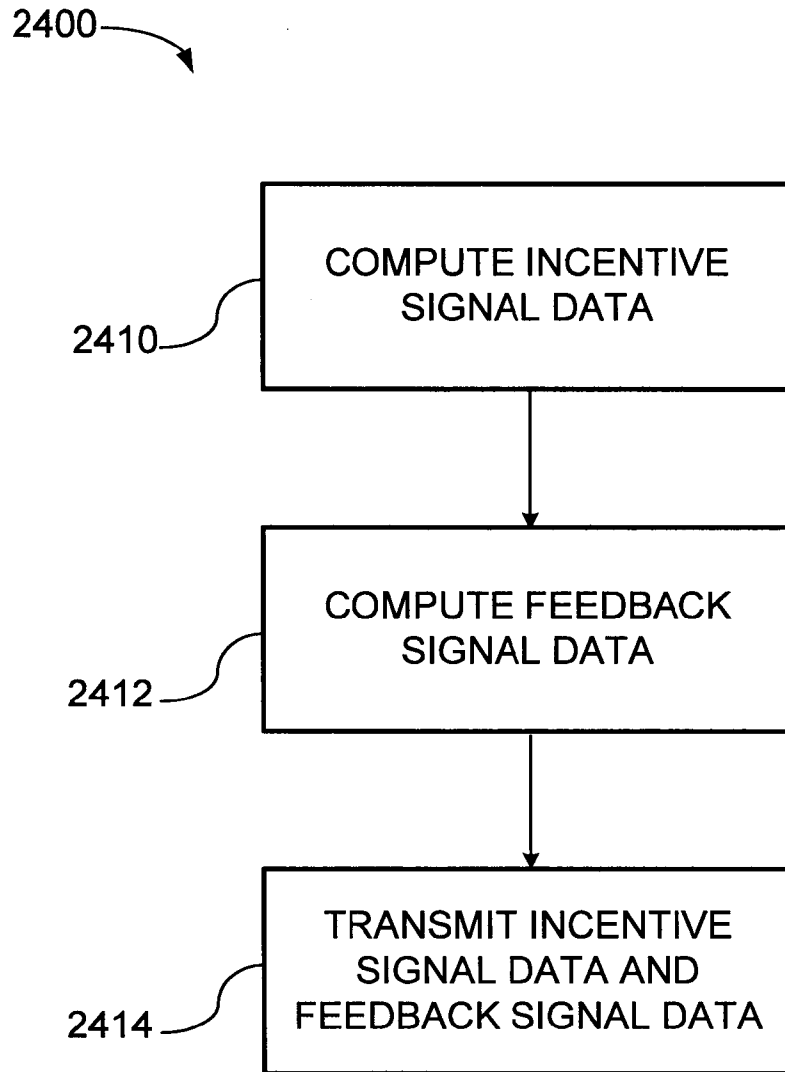 2400
COMPUTE INCENTIVE
SIGNAL DATA
2410
COMPUTE FEEDBACK
SIGNAL DATA
2412
TRANSMIT INCENTIVE
SIGNAL DATA AND
FEEDBACK SIGNAL DATA
2414